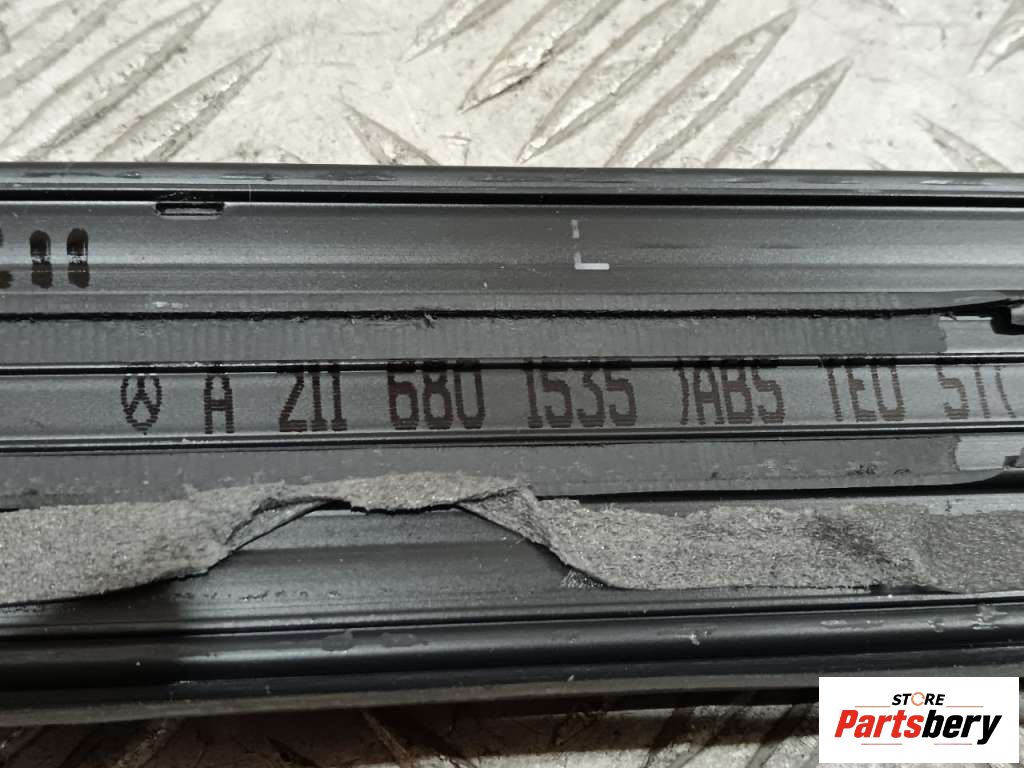 L
A 211 680 1535 )ABS
STORE
Partsbery